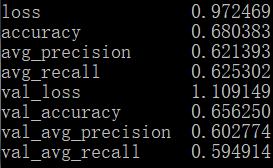 loss 0.972469
accuracy 0.680383
avg_precision 0.621393
avg_recall 0.625302
val_loss 1.109149
val_accuracy 0.656250
val_avg_precision 0.602774
val_avg_recall 0.594914